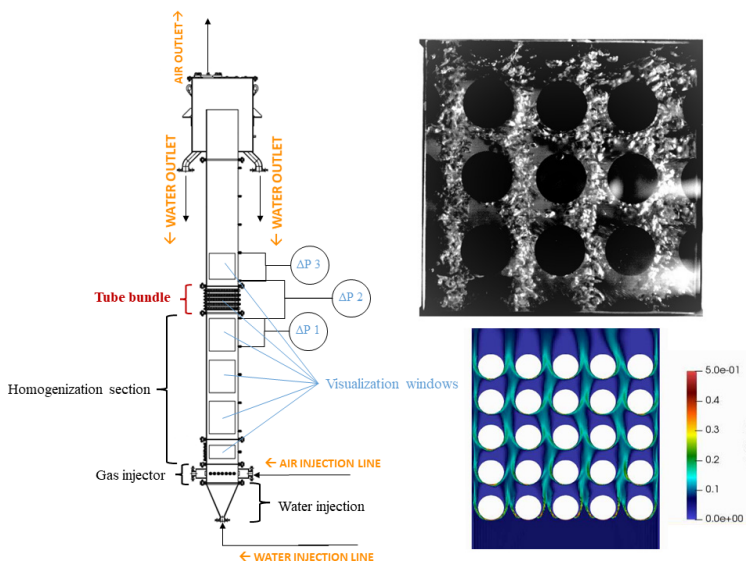 AIR OUTLET→
← WATER OUTLET
← WATER OUTLET
ΔP 3
Tube bundle
ΔP 2
ΔP 1
Homogenization section
Visualization windows
Gas injector
← AIR INJECTION LINE
Water injection
← WATER INJECTION LINE
5.0e-01
0.4
0.3
0.2
0.1
0.0e+00